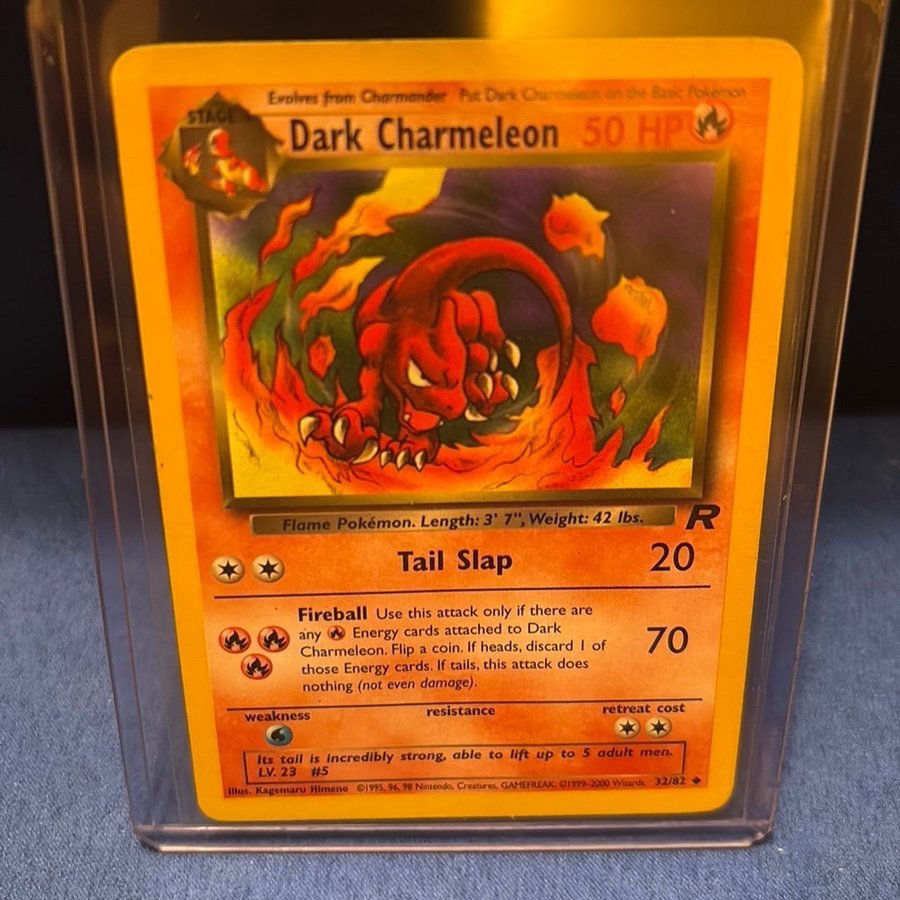 Evolves from Charmander Put Dark Charmeleon on the Basic Pokémon
STAGE
Dark Charmeleon 50 HP
Flame Pokémon. Length: 3' 7", Weight: 42 lbs.
R
Tail Slap 20
Fireball Use this attack only if there are
any Energy cards attached to Dark
Charmeleon. Flip a coin. If heads, discard 1 of
those Energy cards. If tails, this attack does
nothing (not even damage).
70
weakness resistance retreat cost
Its tail is incredibly strong, able to lift up to 5 adult men.
LV. 23 #5
Illus. Kagemaru Himeno ©1995, 96, 98 Nintendo, Creatures, GAMEFREAK. ©1999-2000 Wizards. 32/82